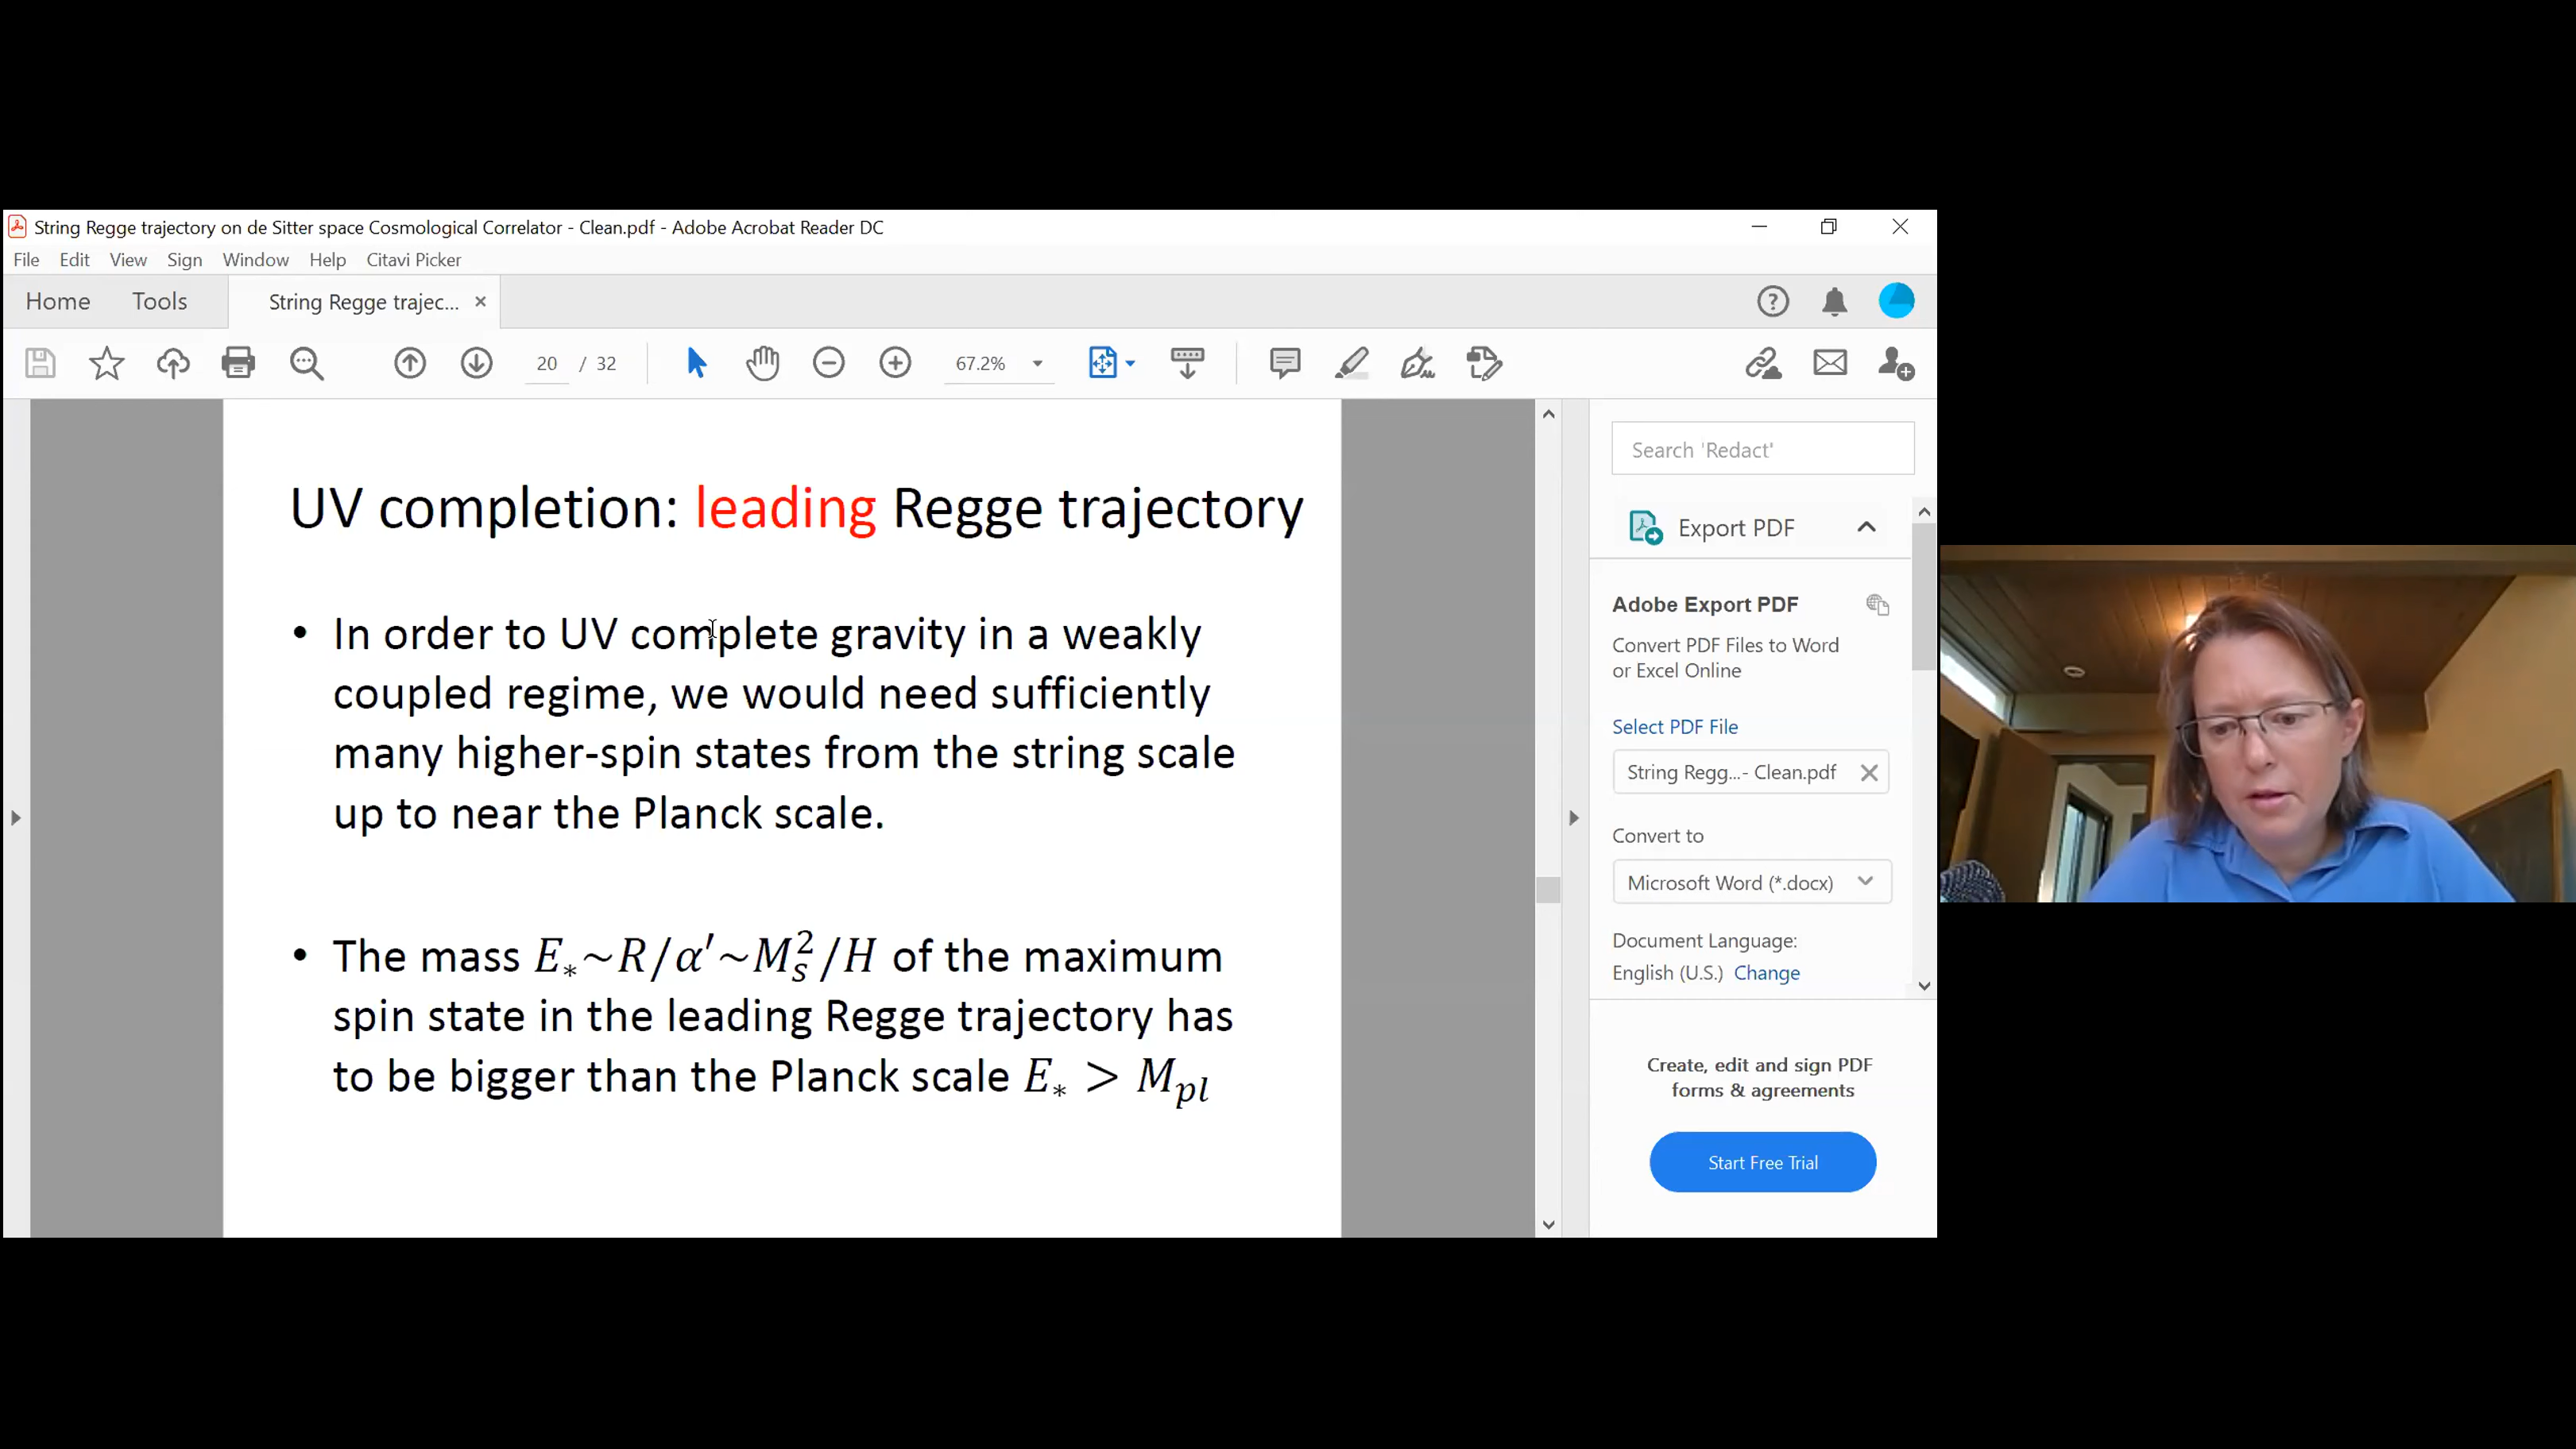 String Regge trajectory on de Sitter space Cosmological Correlator - Clean.pdf - Adobe Acrobat Reader DC
File Edit View Sign Window Help Citavi Picker
Home Tools String Regge trajec...
20 / 32 67.2%
UV completion: leading Regge trajectory
• In order to UV complete gravity in a weakly
coupled regime, we would need sufficiently
many higher-spin states from the string scale
up to near the Planck scale.
• The mass E_*~R/α′~M_s^2/H of the maximum
spin state in the leading Regge trajectory has
to be bigger than the Planck scale E_* > M_{pl}
Search 'Redact'
Export PDF
Adobe Export PDF
Convert PDF Files to Word
or Excel Online
Select PDF File
String Regg...- Clean.pdf
Convert to
Microsoft Word (*.docx)
Document Language:
English (U.S.) Change
Create, edit and sign PDF
forms & agreements
Start Free Trial